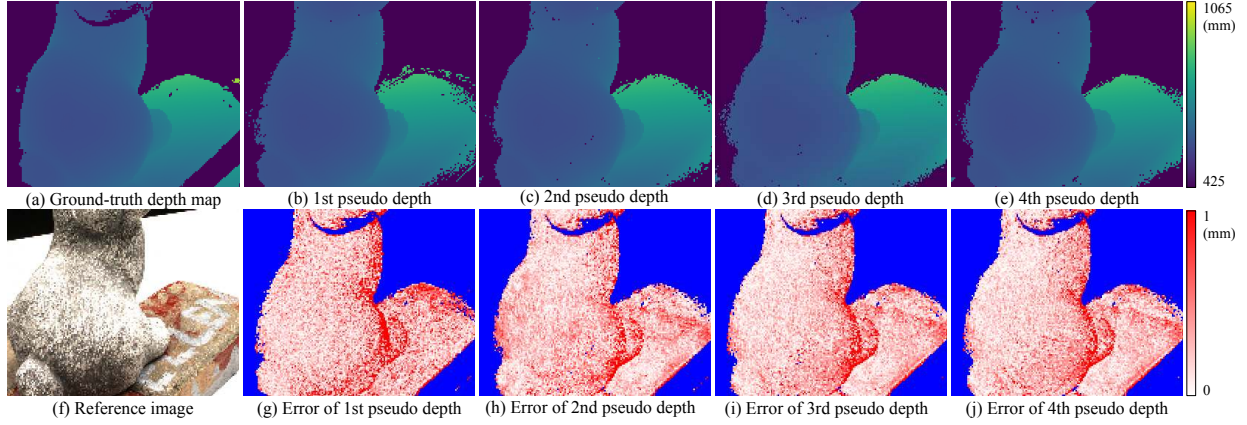 1065
(mm)
425
(a) Ground-truth depth map
(b) 1st pseudo depth
(c) 2nd pseudo depth
(d) 3rd pseudo depth
(e) 4th pseudo depth
1
(mm)
0
(f) Reference image
(g) Error of 1st pseudo depth
(h) Error of 2nd pseudo depth
(i) Error of 3rd pseudo depth
(j) Error of 4th pseudo depth